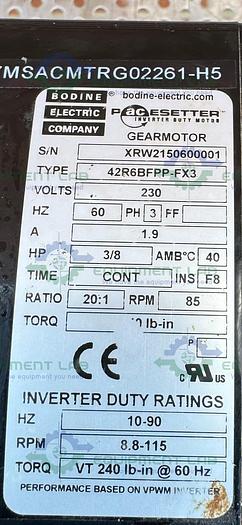 YMSACMTRG02261-H5
BODINE bodine-electric.com
ELECTRIC PacESETTER
COMPANY INVERTER DUTY MOTOR
GEARMOTOR
S/N XRW2150600001
TYPE 42R6BFPP-FX3
VOLTS 230
HZ 60 PH 3 FF
A 1.9
HP 3/8 AMB°C 40
TIME CONT INS F8
RATIO 20:1 RPM 85
TORQ lb-in
P
CE c RU US
INVERTER DUTY RATINGS
HZ 10-90
RPM 8.8-115
TORQ VT 240 lb-in @ 60 Hz
PERFORMANCE BASED ON VPWM INVERTER